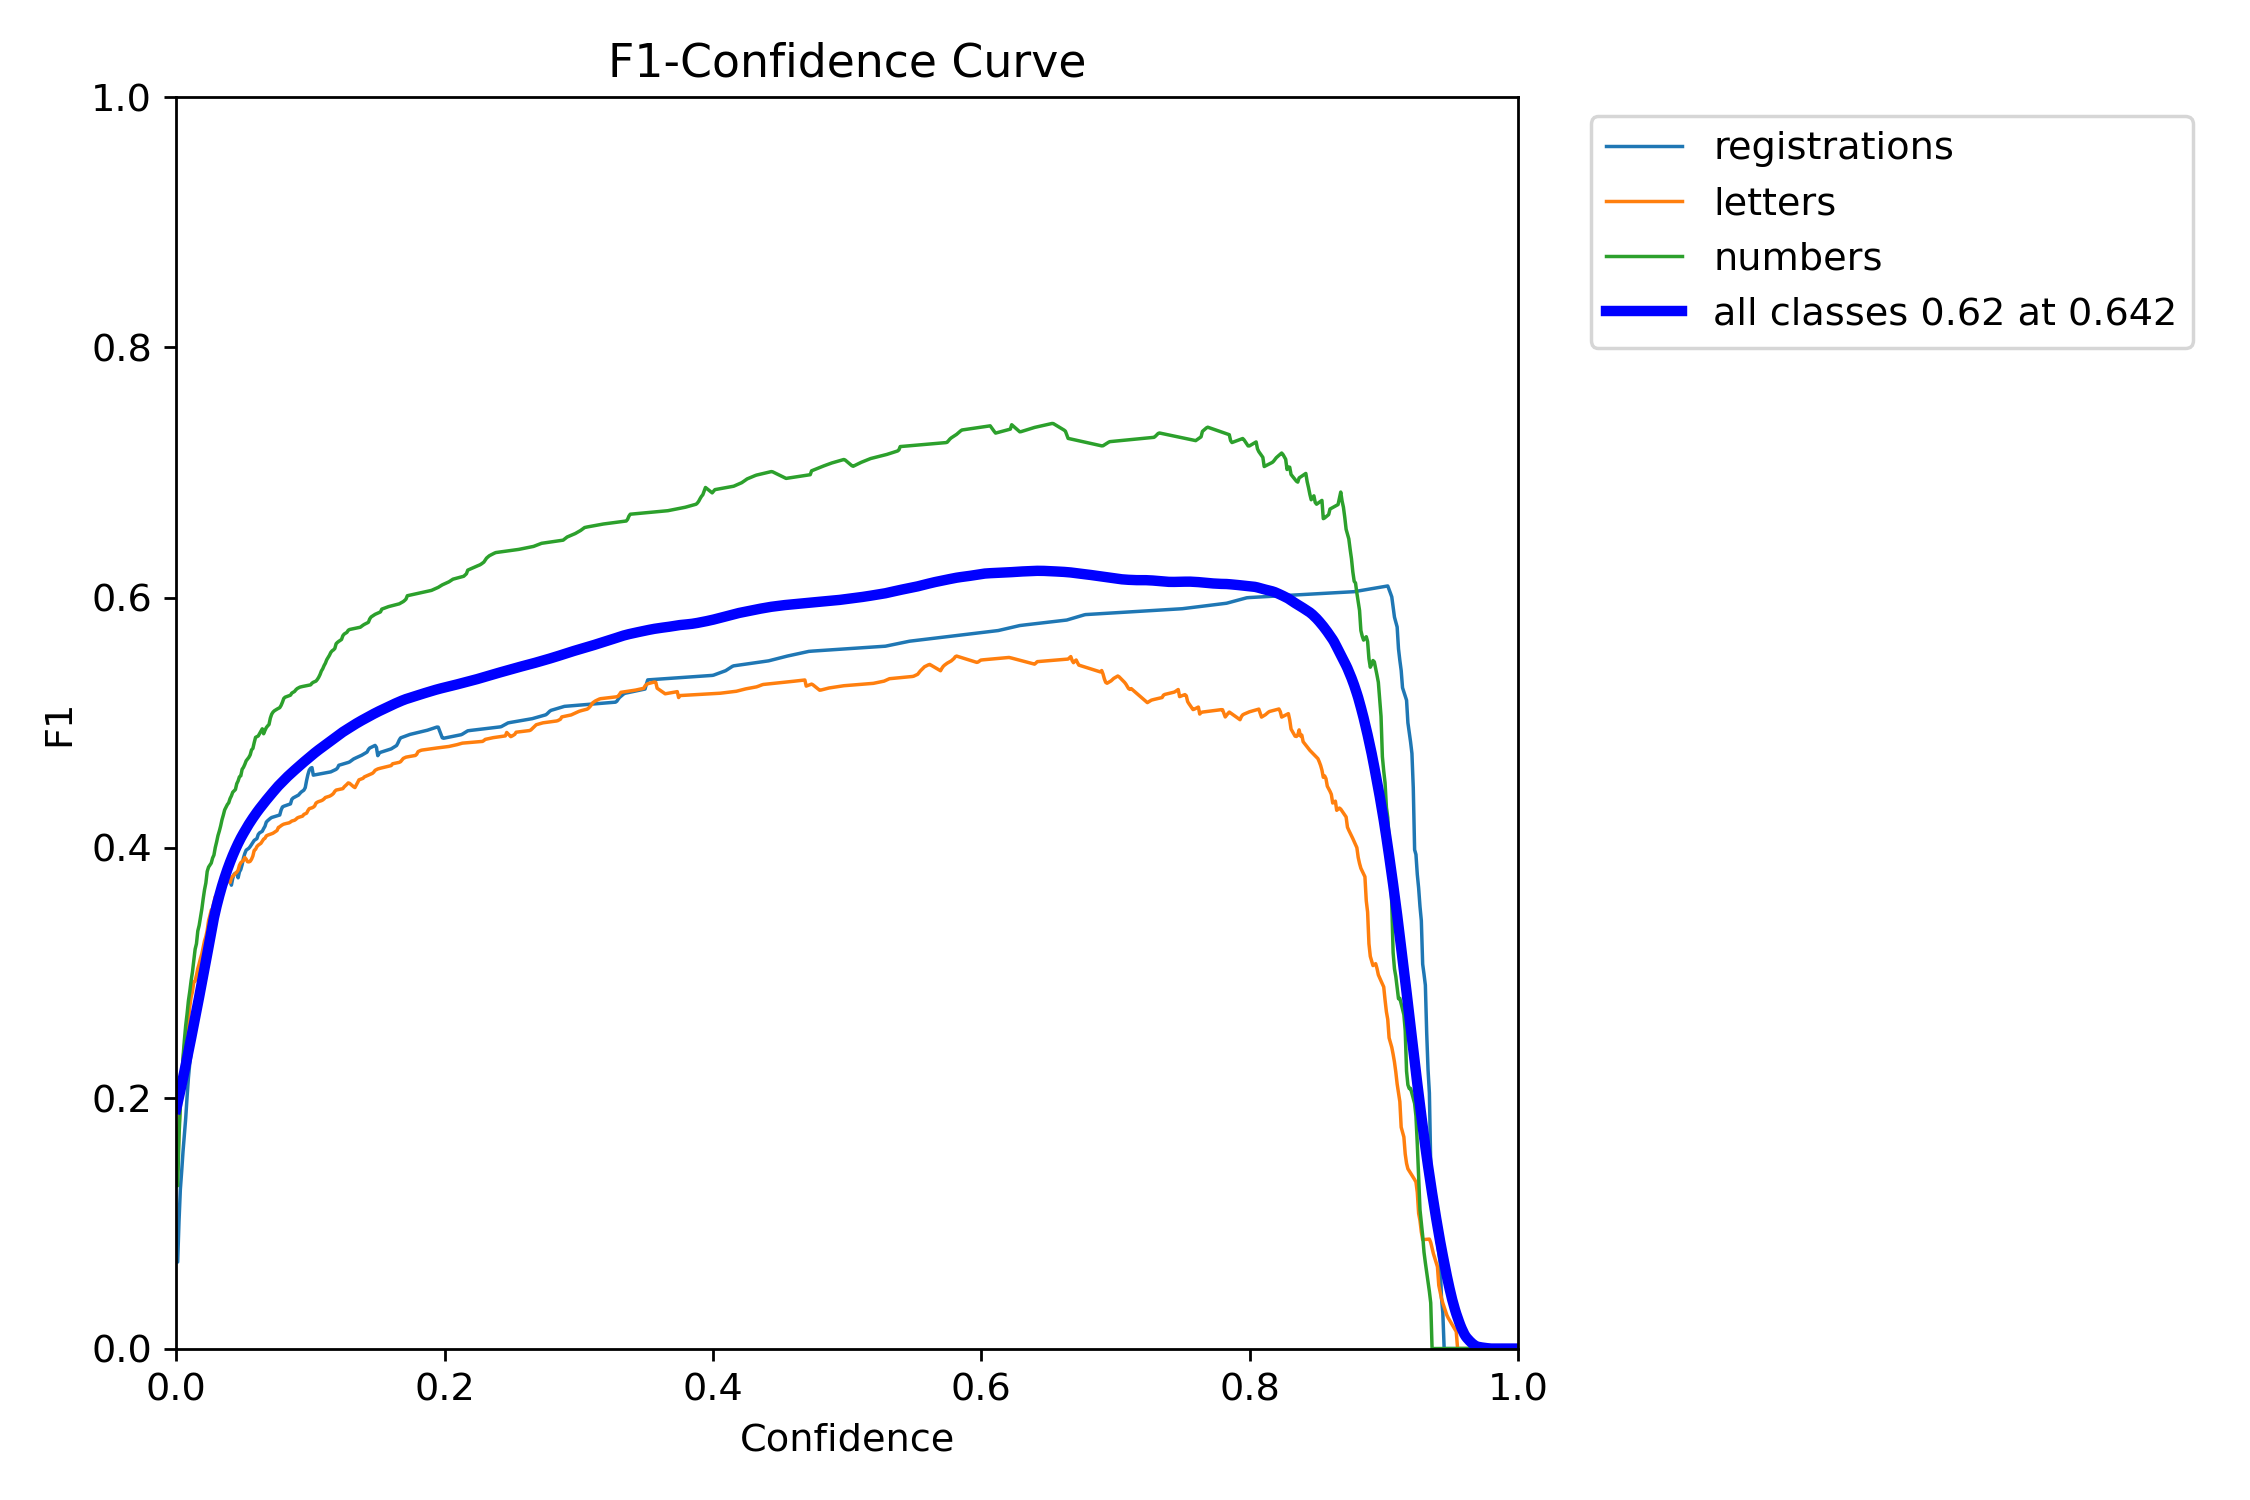 F1-Confidence Curve
1.0
0.8
0.6
0.4
0.2
0.0
F1
0.0 0.2 0.4 0.6 0.8 1.0
Confidence
registrations
letters
numbers
all classes 0.62 at 0.642